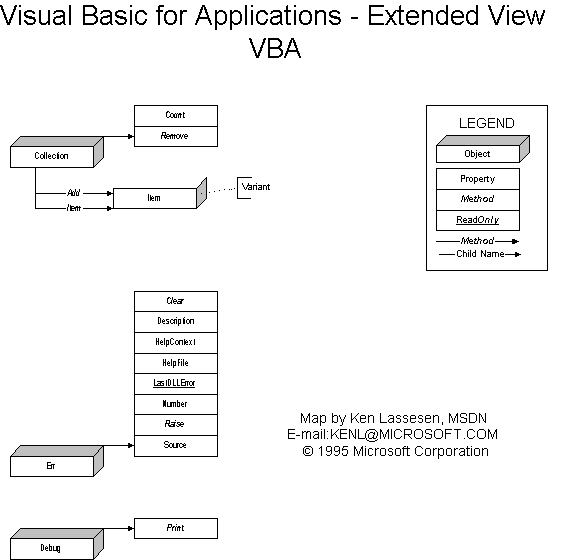 Visual Basic for Applications - Extended View
VBA
Count
Remove
Collection
Add
Item
Item
Variant
LEGEND
Object
Property
Method
ReadOnly
Method
Child Name
Clear
Description
HelpContext
HelpFile
LastDLLError
Number
Raise
Source
Err
Map by Ken Lassesen, MSDN
E-mail:KENL@MICROSOFT.COM
© 1995 Microsoft Corporation
Print
Debug